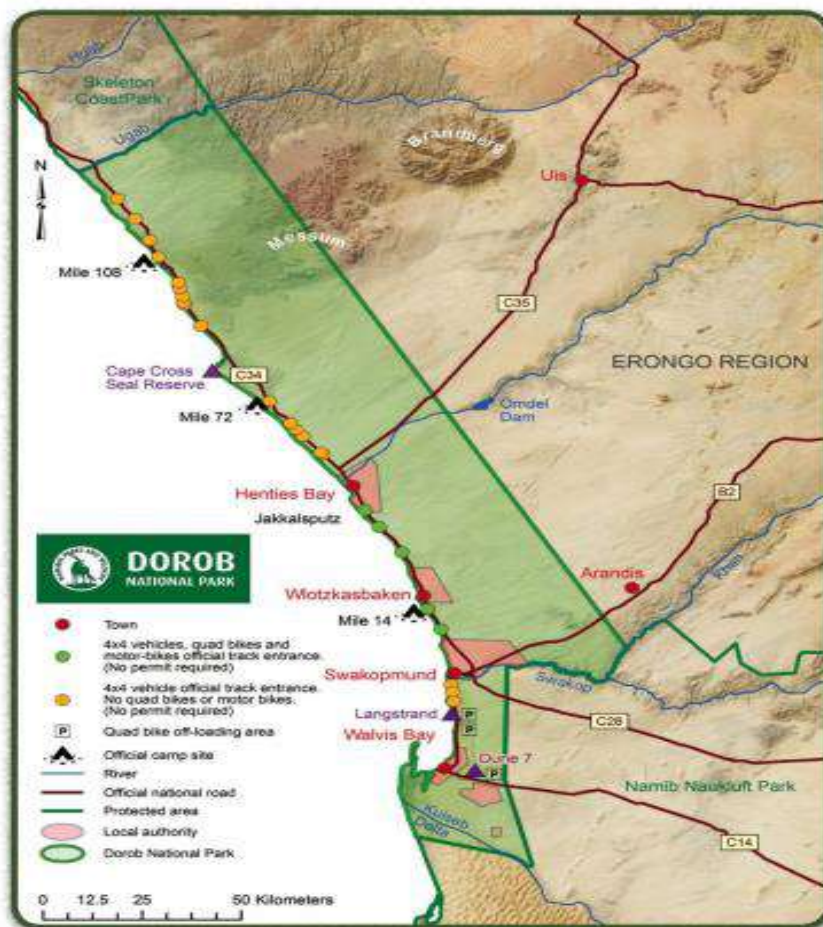 Huab
Skeleton
CoastPark
Ugab
Brandberg
Uis
N
Messum
Mile 108
C35
ERONGO REGION
Cape Cross
Seal Reserve
C34
Omdel
Dam
Mile 72
B2
Henties Bay
Jakkalsputz
DOROB
NATIONAL PARK
Arandis
Khan
Wlotzkasbaken
Mile 14
Town
4x4 vehicles, quad bikes and
motor-bikes official track entrance.
(No permit required)
Swakopmund
Swakop
4x4 vehicle official track entrance.
No quad bikes or motor bikes.
(No permit required)
Langstrand
P
P
C28
P
Quad bike off-loading area
Walvis Bay
Official camp site
Dune 7
P
River
Namib Naukluft Park
Official national road
Protected area
Kuiseb
Delta
Local authority
C14
Dorob National Park
0 12.5 25 50 Kilometers